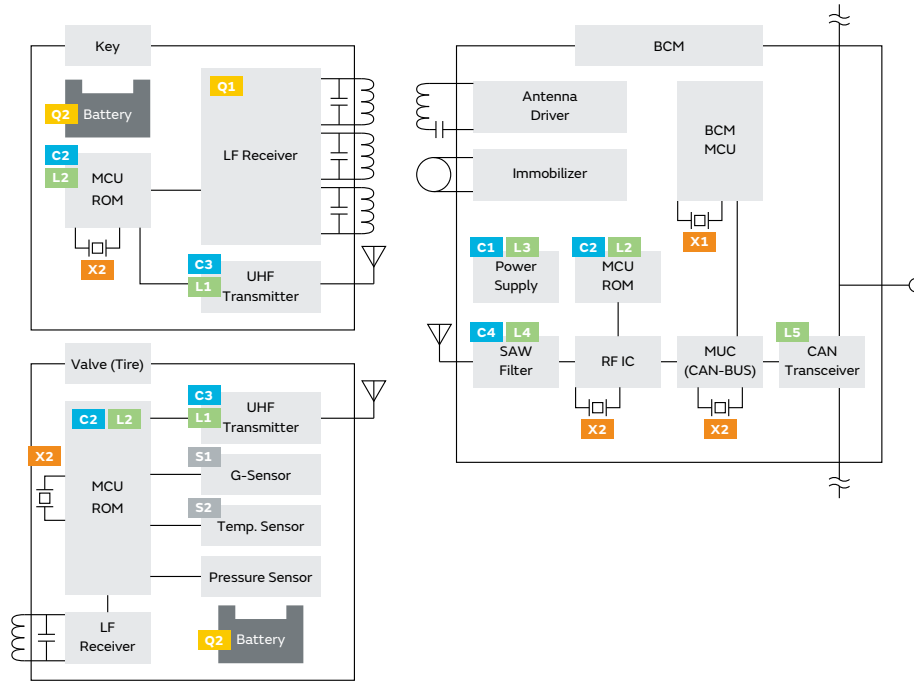 Key
Q2
Battery
Q1
LF Receiver
C2
L2
MCU
ROM
X2
C3
L1
UHF
Transmitter
Valve (Tire)
C2 L2
MCU
ROM
X2
C3
L1
UHF
Transmitter
S1
G-Sensor
S2
Temp. Sensor
Pressure Sensor
LF
Receiver
Q2
Battery
BCM
Antenna
Driver
Immobilizer
BCM
MCU
X1
C1 L3
Power
Supply
C2 L2
MCU
ROM
C4 L4
SAW
Filter
RF IC
X2
MUC
(CAN-BUS)
X2
L5
CAN
Transceiver